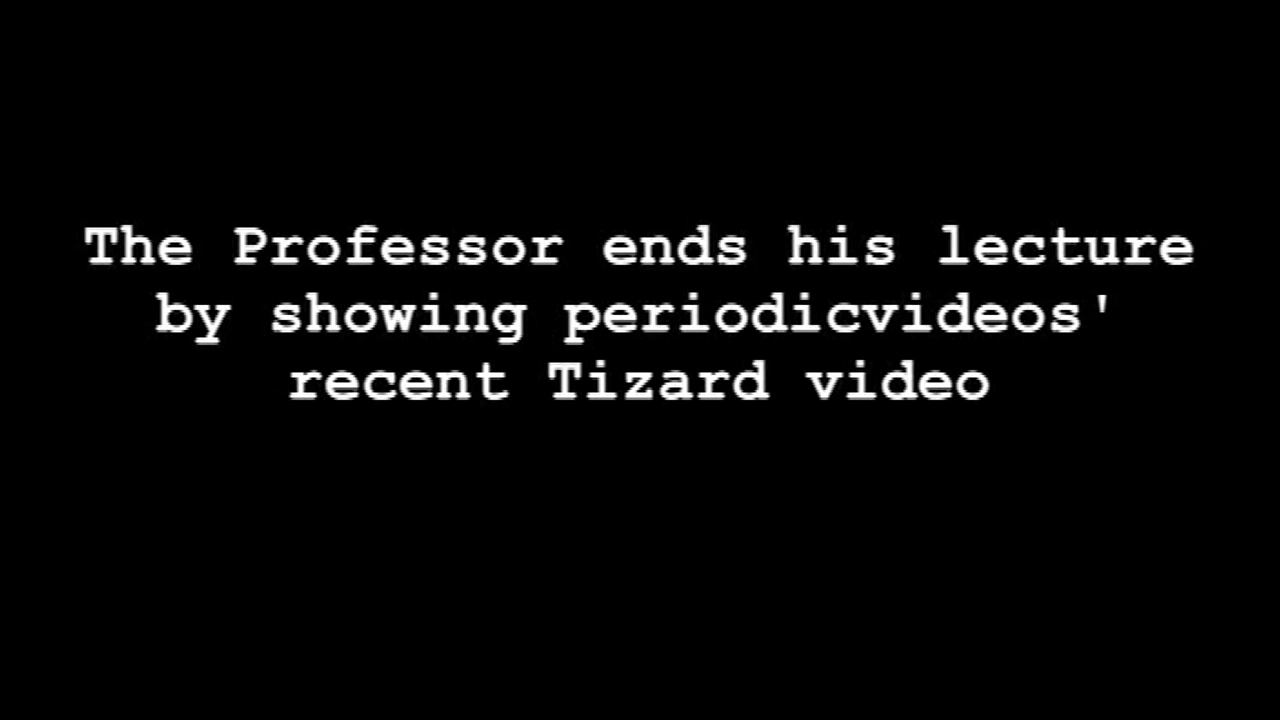 The Professor ends his lecture
by showing periodicvideos'
recent Tizard video